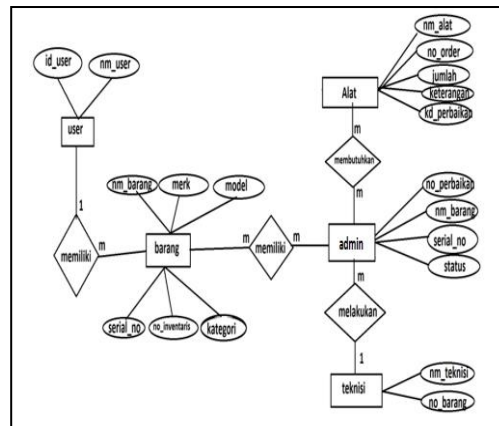 nm_alat
id_user
nm_user
no_order
jumlah
Alat
keterangan
kd_perbaikan
user
m
membutuhkan
m
nm_barang
merk
model
no_perbaikan
nm_barang
1
memiliki
m
barang
m
memiliki
m
admin
serial_no
status
m
serial_no
no_inventaris
kategori
melakukan
1
nm_teknisi
teknisi
no_barang